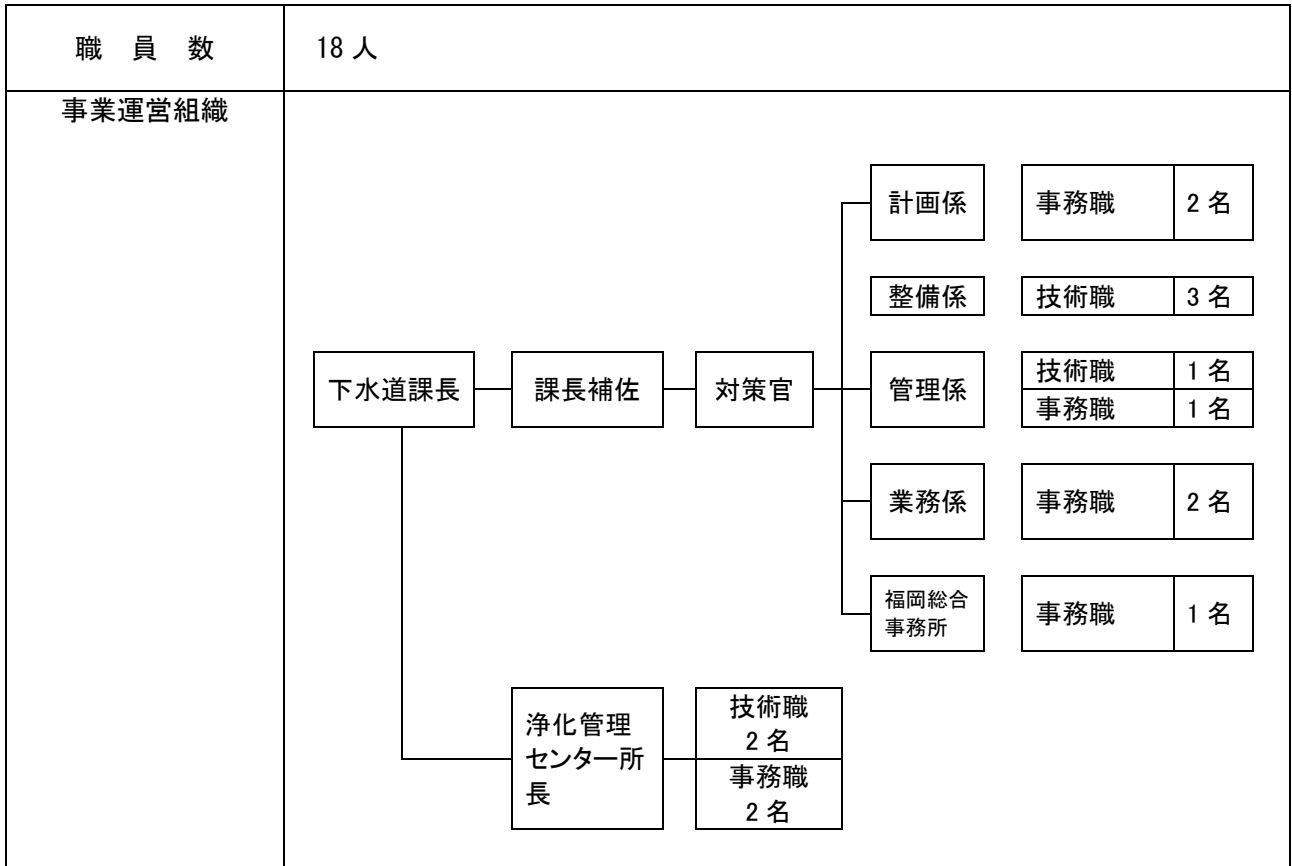 職 員 数
18 人
事業運営組織
計画係
事務職
2 名
整備係
技術職
3 名
下水道課長
課長補佐
対策官
管理係
技術職
1 名
事務職
1 名
業務係
事務職
2 名
福岡総合
事務所
事務職
1 名
浄化管理
センター所
長
技術職
2 名
事務職
2 名